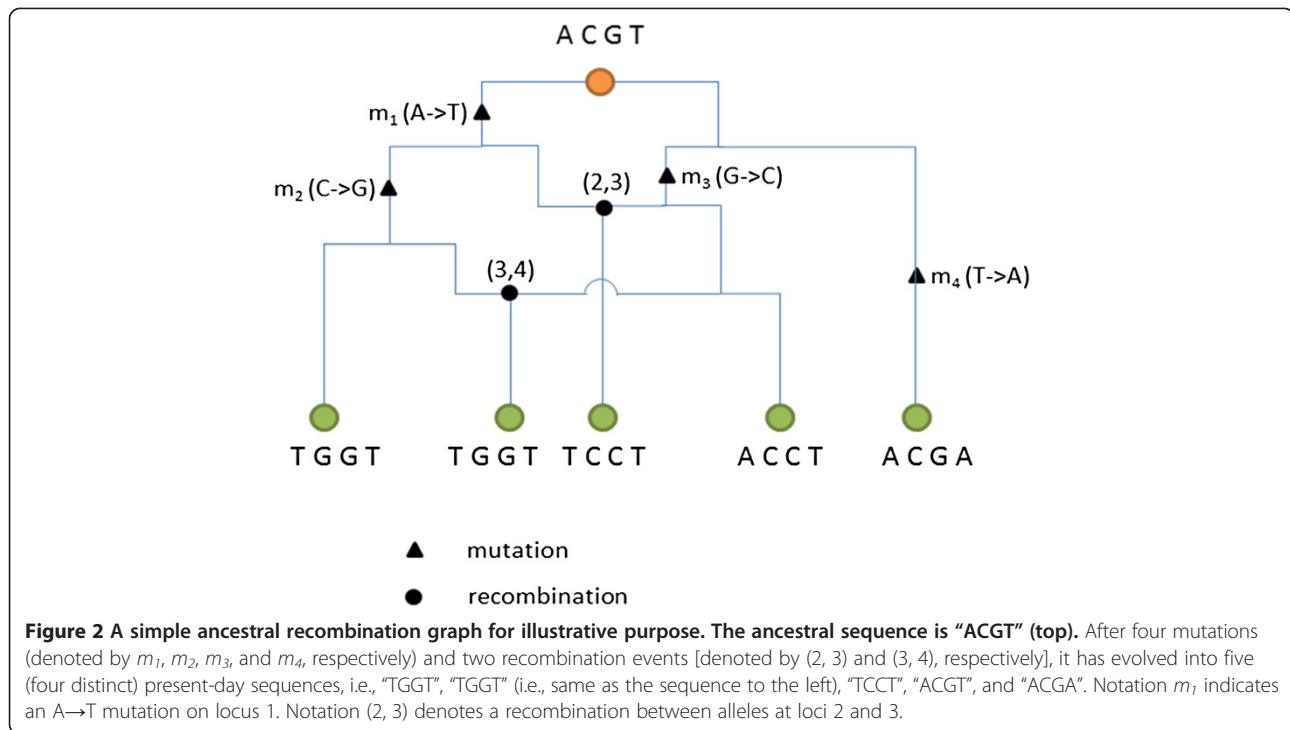 A C G T
m1 (A->T)
m2 (C->G)
(2,3)
m3 (G->C)
(3,4)
m4 (T->A)
T G G T   T G G T   T C C T   A C C T   A C G A
mutation
recombination
Figure 2 A simple ancestral recombination graph for illustrative purpose. The ancestral sequence is “ACGT” (top). After four mutations
(denoted by m1, m2, m3, and m4, respectively) and two recombination events [denoted by (2, 3) and (3, 4), respectively], it has evolved into five
(four distinct) present-day sequences, i.e., “TGGT”, “TGGT” (i.e., same as the sequence to the left), “TCCT”, “ACGT”, and “ACGA”. Notation m1 indicates
an A→T mutation on locus 1. Notation (2, 3) denotes a recombination between alleles at loci 2 and 3.